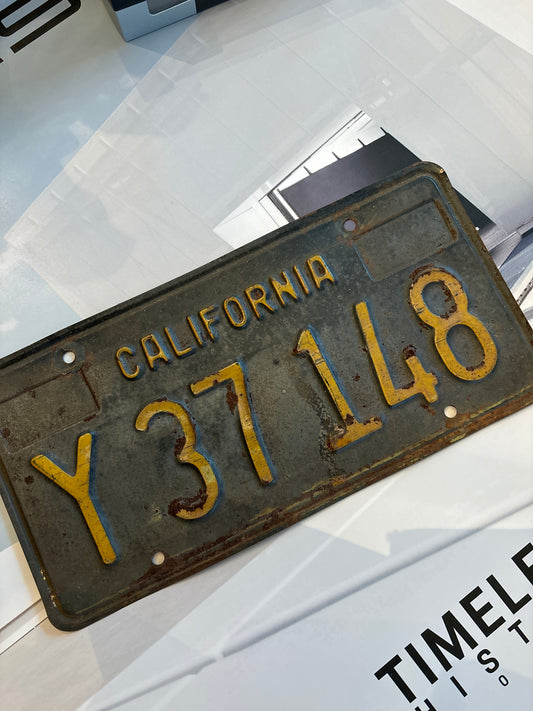 CALIFORNIA
Y37 148
TIMELE
HIST
O